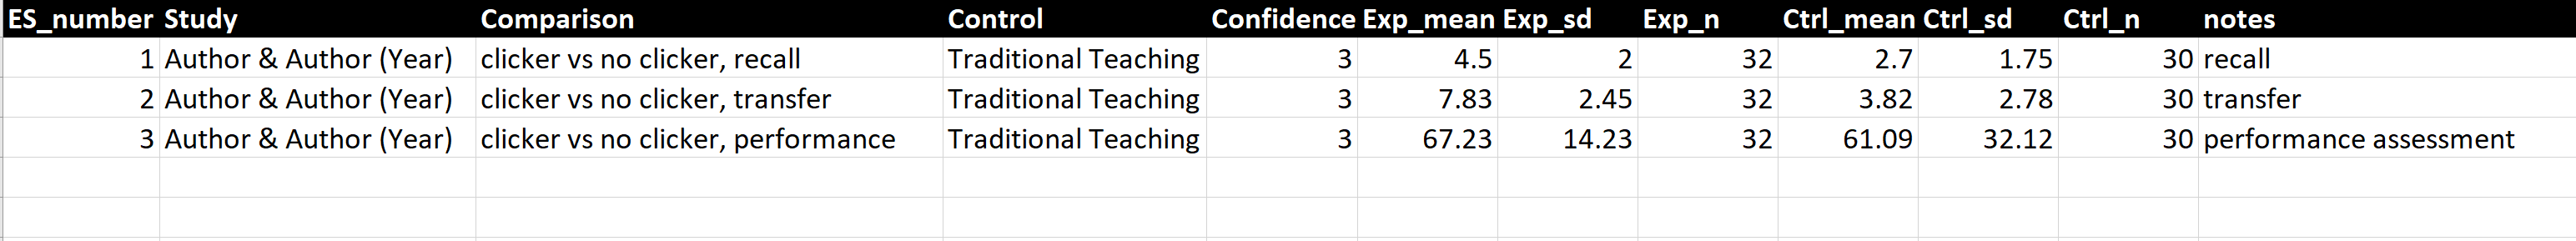 ES_number Study Comparison Control Confidence Exp_mean Exp_sd Exp_n Ctrl_mean Ctrl_sd Ctrl_n notes
1 Author & Author (Year) clicker vs no clicker, recall Traditional Teaching 3 4.5 2 32 2.7 1.75 30 recall
2 Author & Author (Year) clicker vs no clicker, transfer Traditional Teaching 3 7.83 2.45 32 3.82 2.78 30 transfer
3 Author & Author (Year) clicker vs no clicker, performance Traditional Teaching 3 67.23 14.23 32 61.09 32.12 30 performance assessment